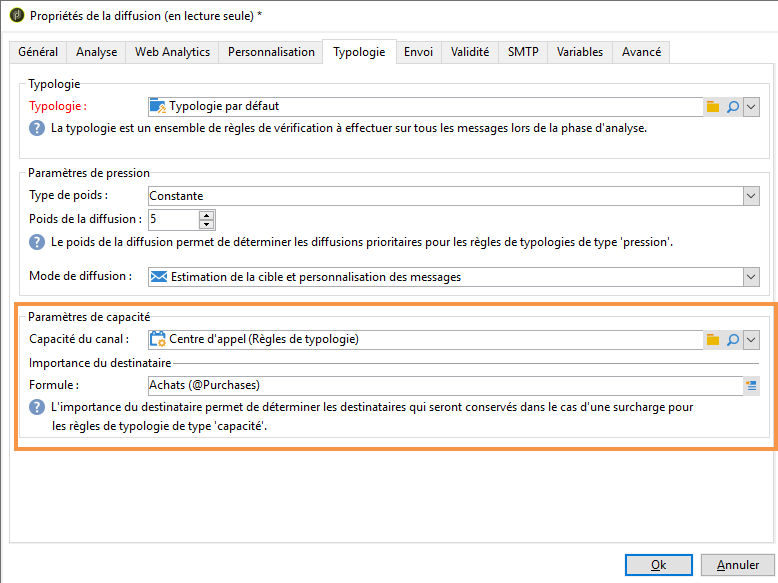 Propriétés de la diffusion (en lecture seule) *
Général Analyse Web Analytics Personnalisation Typologie Envoi Validité SMTP Variables Avancé
Typologie
Typologie : Typologie par défaut
? La typologie est un ensemble de règles de vérification à effectuer sur tous les messages lors de la phase d'analyse.
Paramètres de pression
Type de poids : Constante
Poids de la diffusion : 5
? Le poids de la diffusion permet de déterminer les diffusions prioritaires pour les règles de typologies de type 'pression'.
Mode de diffusion : Estimation de la cible et personnalisation des messages
Paramètres de capacité
Capacité du canal : Centre d'appel (Règles de typologie)
Importance du destinataire
Formule : Achats (@Purchases)
? L'importance du destinataire permet de déterminer les destinataires qui seront conservés dans le cas d'une surcharge pour
les règles de typologie de type 'capacité'.
Ok Annuler